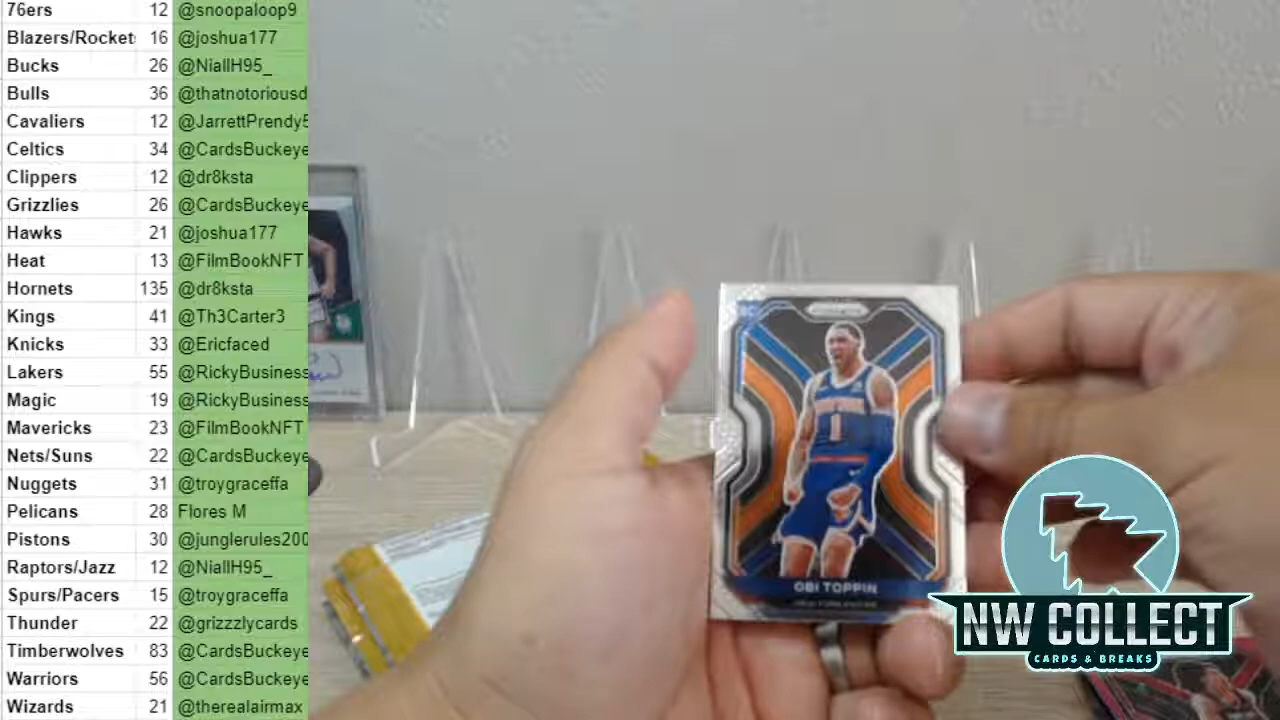 76ers 12 @snoopaloop9
Blazers/Rocket 16 @joshua177
Bucks 26 @NiallH95_
Bulls 36 @thatnotoriousd
Cavaliers 12 @JarrettPrendy5
Celtics 34 @CardsBuckeye
Clippers 12 @dr8ksta
Grizzlies 26 @CardsBuckeye
Hawks 21 @joshua177
Heat 13 @FilmBookNFT
Hornets 135 @dr8ksta
Kings 41 @Th3Carter3
Knicks 33 @Ericfaced
Lakers 55 @RickyBusiness
Magic 19 @RickyBusiness
Mavericks 23 @FilmBookNFT
Nets/Suns 22 @CardsBuckeye
Nuggets 31 @troygraceffa
Pelicans 28 Flores M
Pistons 30 @junglerules200
Raptors/Jazz 12 @NiallH95_
Spurs/Pacers 15 @troygraceffa
Thunder 22 @grizzzlycards
Timberwolves 83 @CardsBuckeye
Warriors 56 @CardsBuckeye
Wizards 21 @therealairmax
1
OBI TOPPIN
NW COLLECT
CARDS & BREAKS